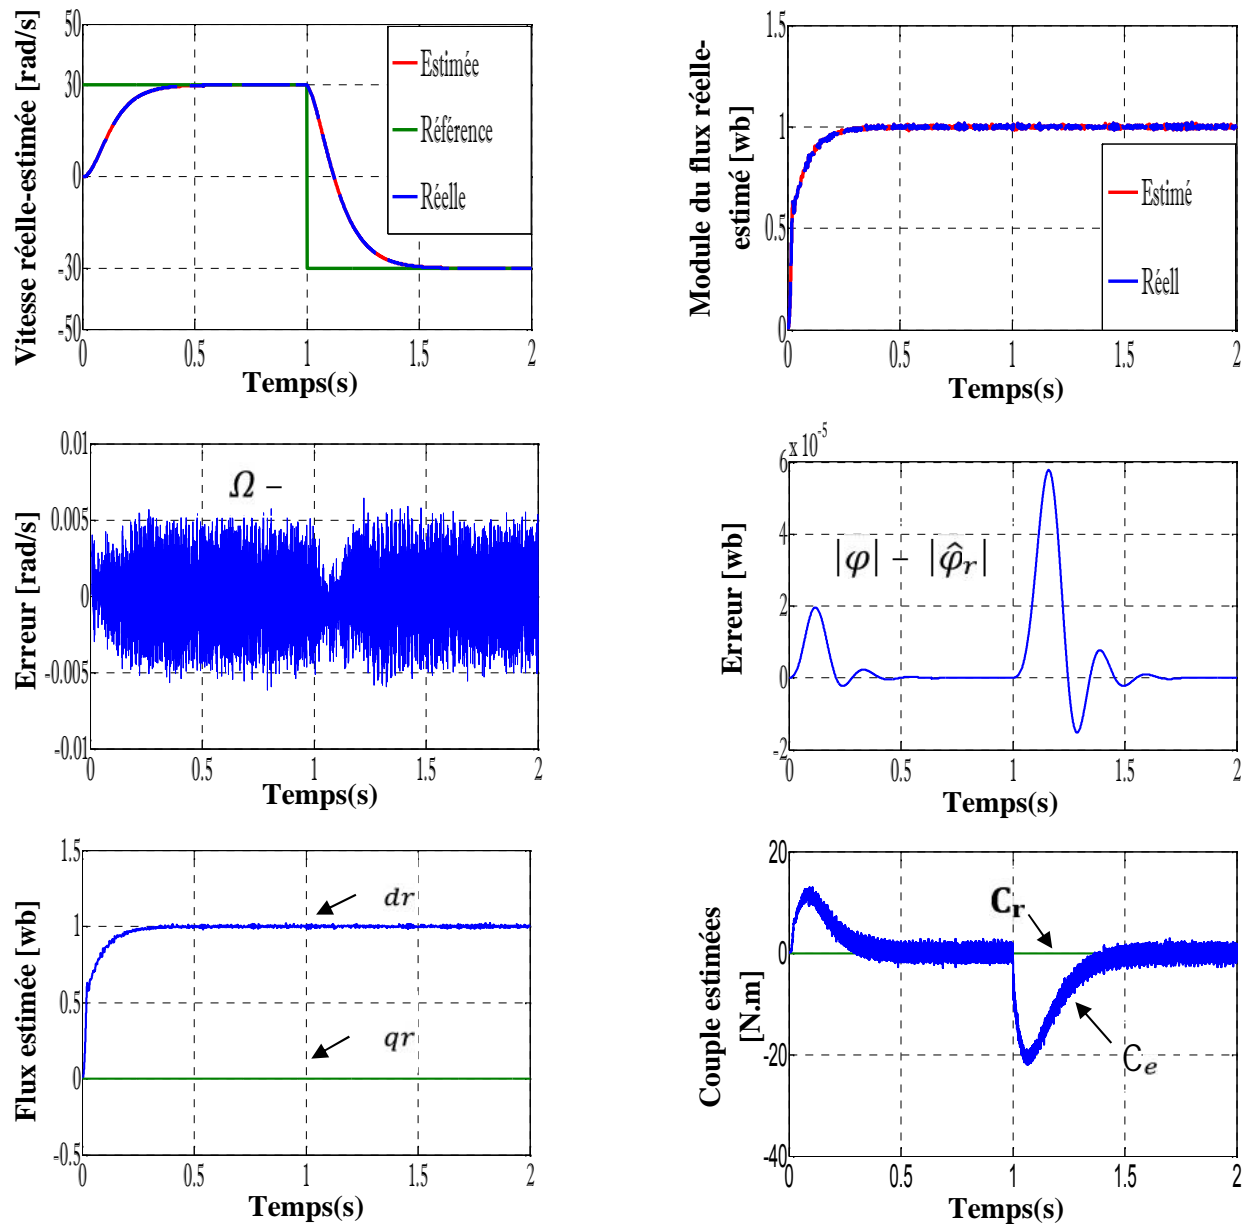 Vitesse réelle-estimée [rad/s]
50
30
0
-30
-50
Estimée
Référence
Réelle
0 0.5 1 1.5 2
Temps(s)
Module du flux réelle-
estimé [wb]
1.5
1
0.5
0
Estimé
Réell
0 0.5 1 1.5 2
Temps(s)
Erreur [rad/s]
0.01
0.005
0
-0.005
-0.01
Ω –
0 0.5 1 1.5 2
Temps(s)
Erreur [wb]
x 10⁻⁵
6
4
2
0
-2
|φ| – |φ̂ᵣ|
0 0.5 1 1.5 2
Temps(s)
Flux estimée [wb]
1.5
1
0.5
0
-0.5
dr
qr
0 0.5 1 1.5 2
Temps(s)
Couple estimées
[N.m]
20
0
-20
-40
Cᵣ
Cₑ
0 0.5 1 1.5 2
Temps(s)